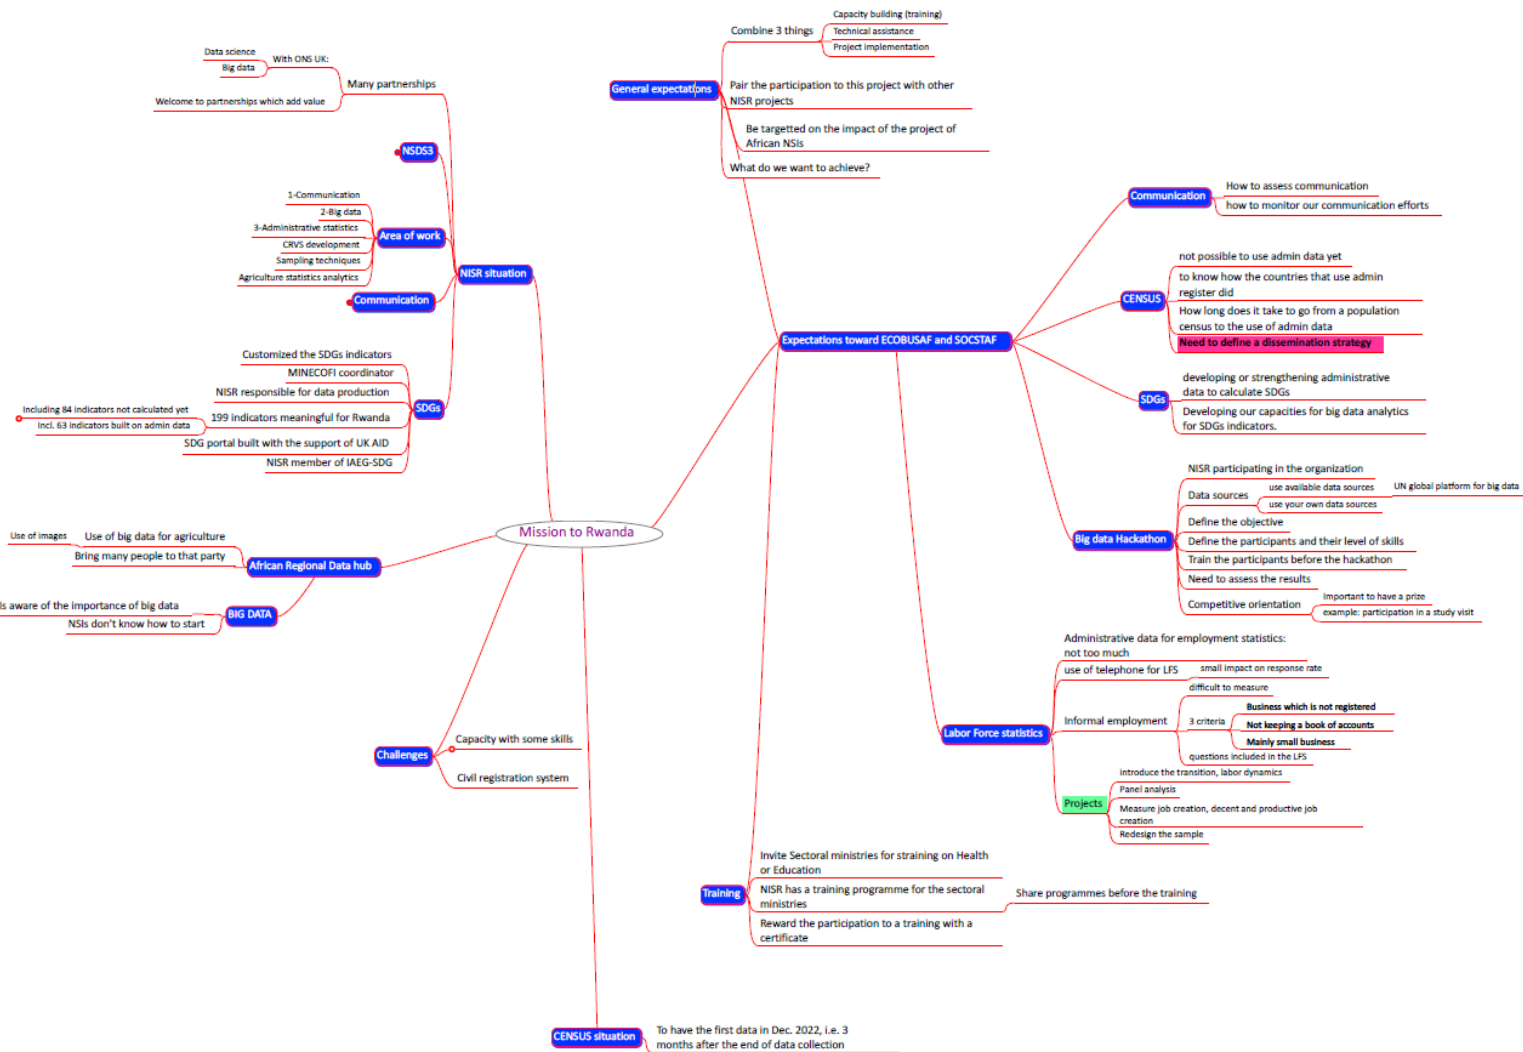 Mission to Rwanda
NISR situation
Many partnerships
With ONS UK:
Data science
Big data
Welcome to partnerships which add value
NSDS3
Area of work
1-Communication
2-Big data
3-Administrative statistics
CRVS development
Sampling techniques
Agriculture statistics analytics
Communication
SDGs
Customized the SDGs indicators
MINECOFI coordinator
NISR responsible for data production
199 indicators meaningful for Rwanda
Including 84 indicators not calculated yet
Incl. 63 indicators built on admin data
SDG portal built with the support of UK AID
NISR member of IAEG-SDG
African Regional Data hub
Use of big data for agriculture
Use of images
Bring many people to that party
BIG DATA
Is aware of the importance of big data
NSIs don't know how to start
Challenges
Capacity with some skills
Civil registration system
CENSUS situation
To have the first data in Dec. 2022, i.e. 3
months after the end of data collection
Expectations toward ECOBUSAF and SOCSTAF
General expectations
Combine 3 things
Capacity building (training)
Technical assistance
Project implementation
Pair the participation to this project with other
NISR projects
Be targetted on the impact of the project of
African NSIs
What do we want to achieve?
Communication
How to assess communication
how to monitor our communication efforts
CENSUS
not possible to use admin data yet
to know how the countries that use admin
register did
How long does it take to go from a population
census to the use of admin data
Need to define a dissemination strategy
SDGs
developing or strengthening administrative
data to calculate SDGs
Developing our capacities for big data analytics
for SDGs indicators.
Big data Hackathon
NISR participating in the organization
Data sources
use available data sources
UN global platform for big data
use your own data sources
Define the objective
Define the participants and their level of skills
Train the participants before the hackathon
Need to assess the results
Competitive orientation
Important to have a prize
example: participation in a study visit
Labor Force statistics
Administrative data for employment statistics:
not too much
use of telephone for LFS
small impact on response rate
Informal employment
difficult to measure
3 criteria
Business which is not registered
Not keeping a book of accounts
Mainly small business
questions included in the LFS
Projects
introduce the transition, labor dynamics
Panel analysis
Measure job creation, decent and productive job
creation
Redesign the sample
Training
Invite Sectoral ministries for straining on Health
or Education
NISR has a training programme for the sectoral
ministries
Share programmes before the training
Reward the participation to a training with a
certificate